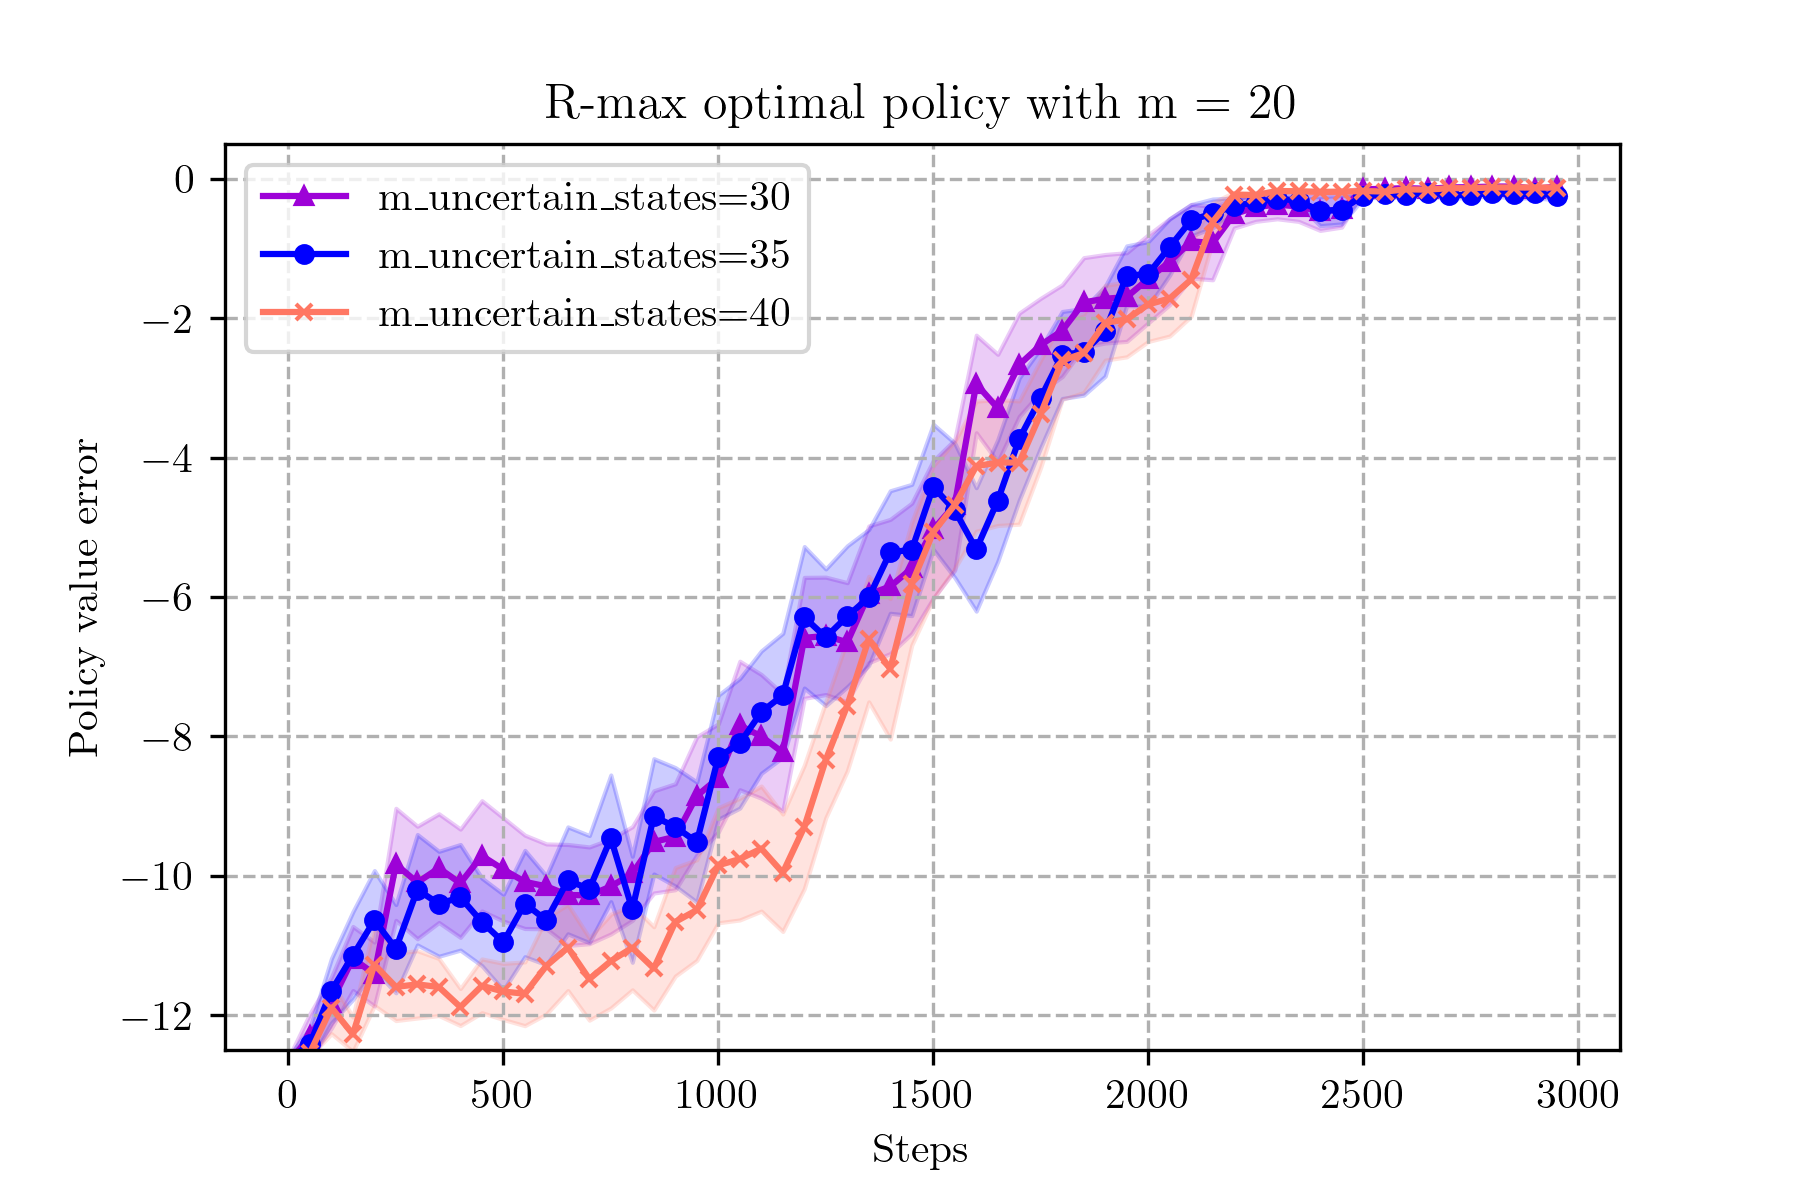 R-max optimal policy with m = 20
m_uncertain_states=30
m_uncertain_states=35
m_uncertain_states=40
Policy value error
0
−2
−4
−6
−8
−10
−12
0 500 1000 1500 2000 2500 3000
Steps